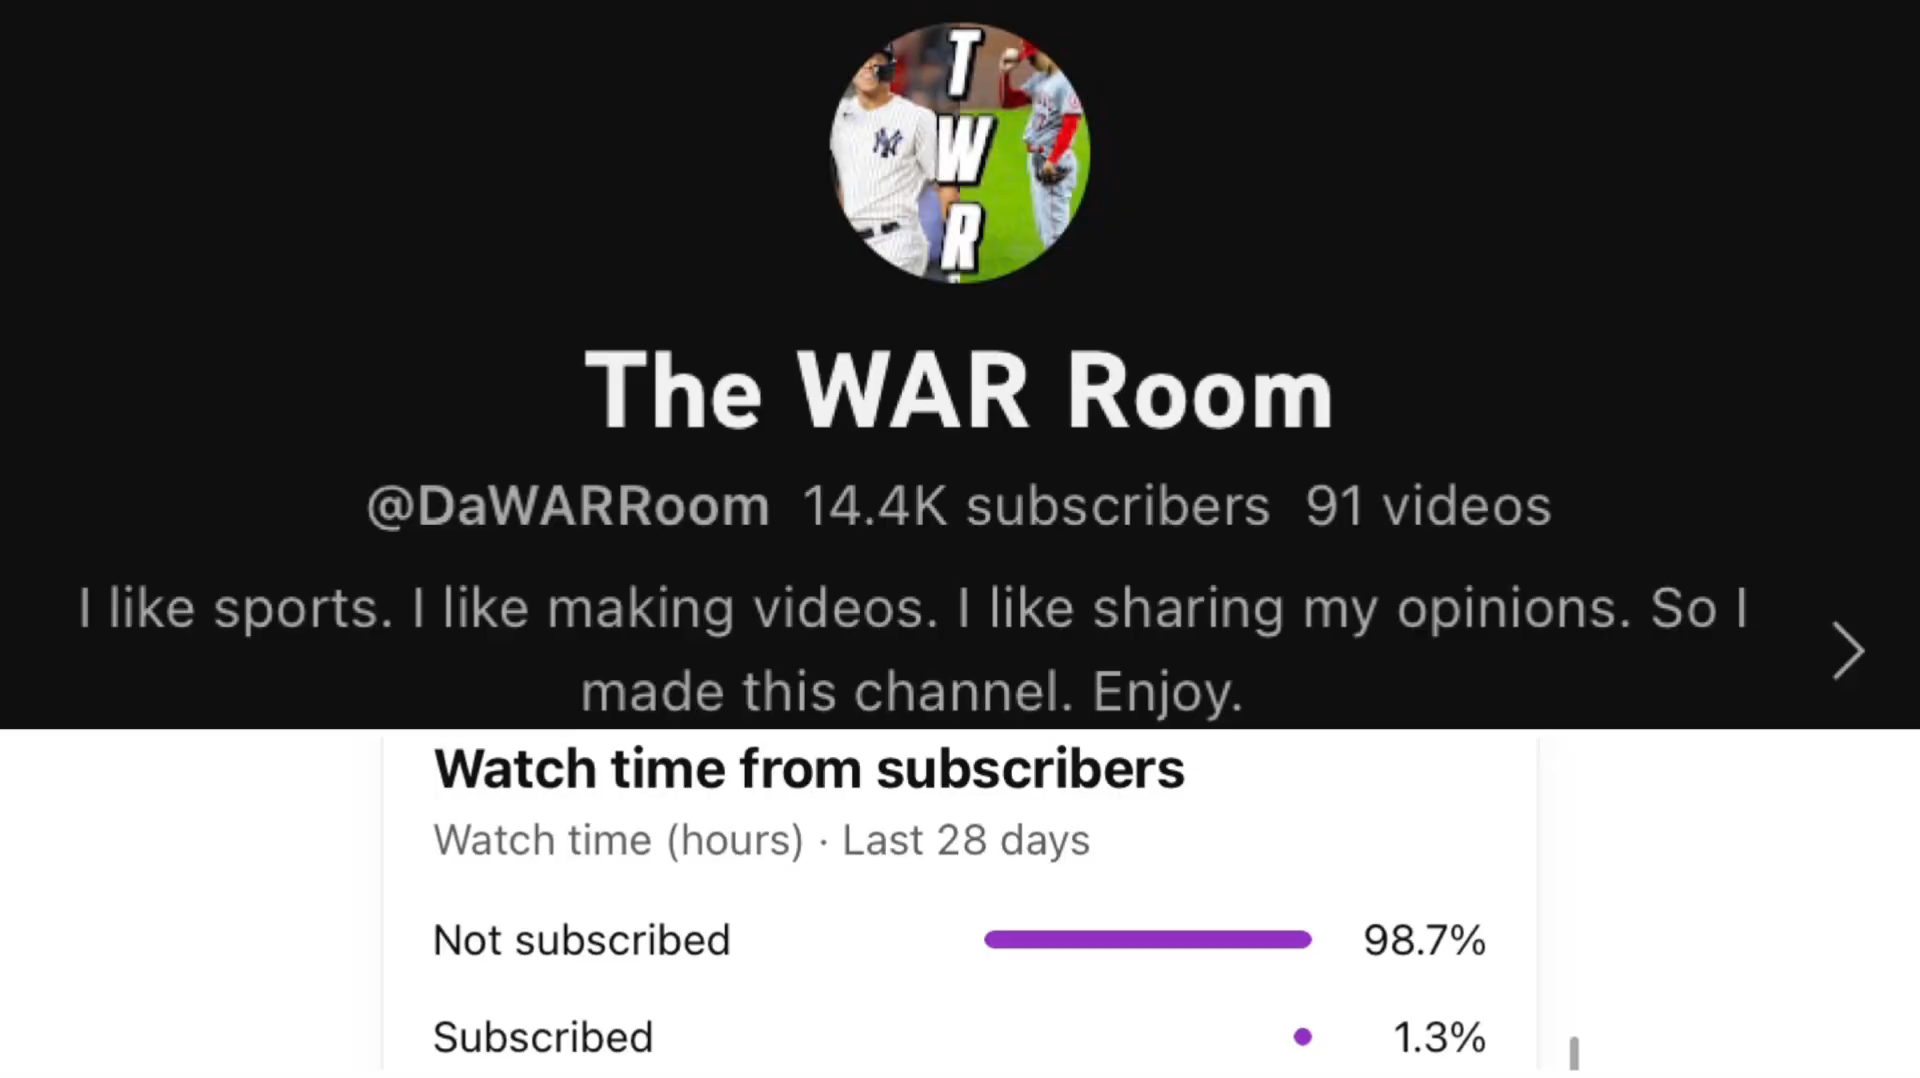 T
W
R
NY
The WAR Room
@DaWARRoom 14.4K subscribers 91 videos
I like sports. I like making videos. I like sharing my opinions. So I
made this channel. Enjoy.
Watch time from subscribers
Watch time (hours) · Last 28 days
Not subscribed 98.7%
Subscribed 1.3%